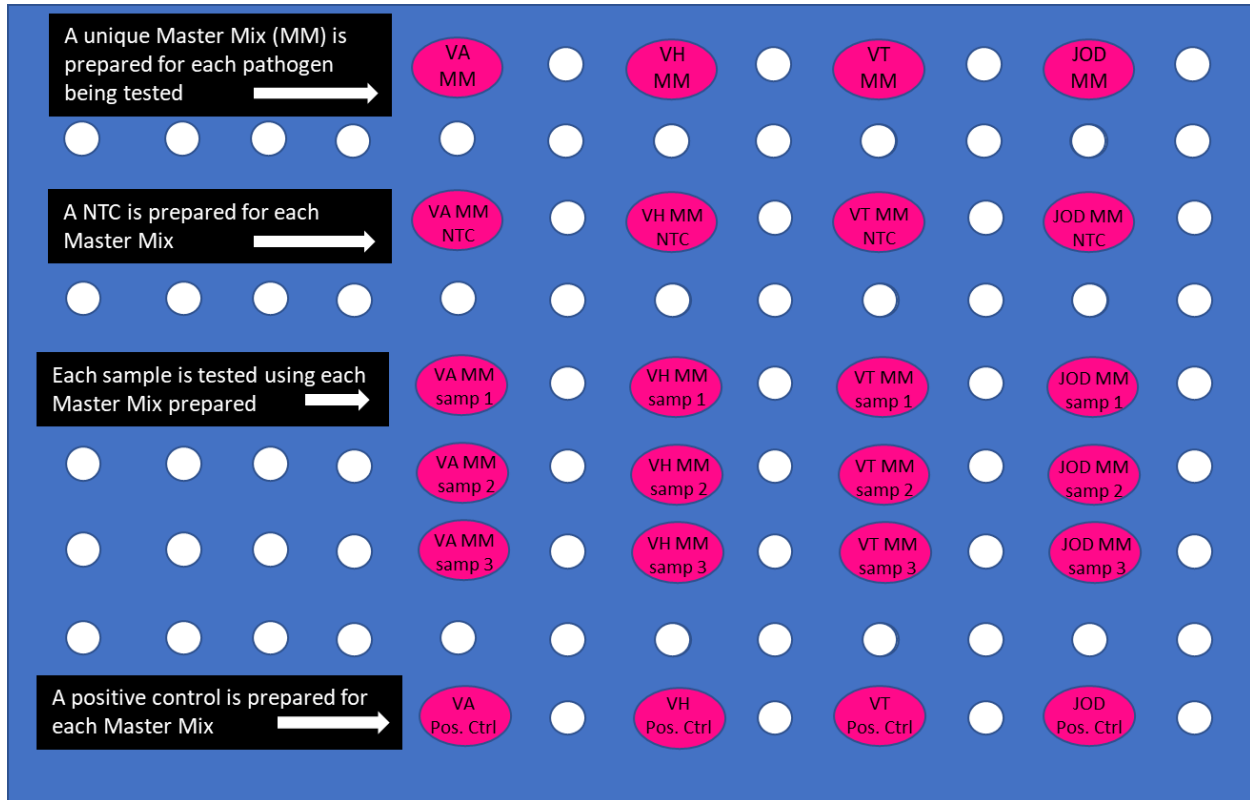 A unique Master Mix (MM) is
prepared for each pathogen
being tested
VA
MM
VH
MM
VT
MM
JOD
MM
A NTC is prepared for each
Master Mix
VA MM
NTC
VH MM
NTC
VT MM
NTC
JOD MM
NTC
Each sample is tested using each
Master Mix prepared
VA MM
samp 1
VH MM
samp 1
VT MM
samp 1
JOD MM
samp 1
VA MM
samp 2
VH MM
samp 2
VT MM
samp 2
JOD MM
samp 2
VA MM
samp 3
VH MM
samp 3
VT MM
samp 3
JOD MM
samp 3
A positive control is prepared for
each Master Mix
VA
Pos. Ctrl
VH
Pos. Ctrl
VT
Pos. Ctrl
JOD
Pos. Ctrl